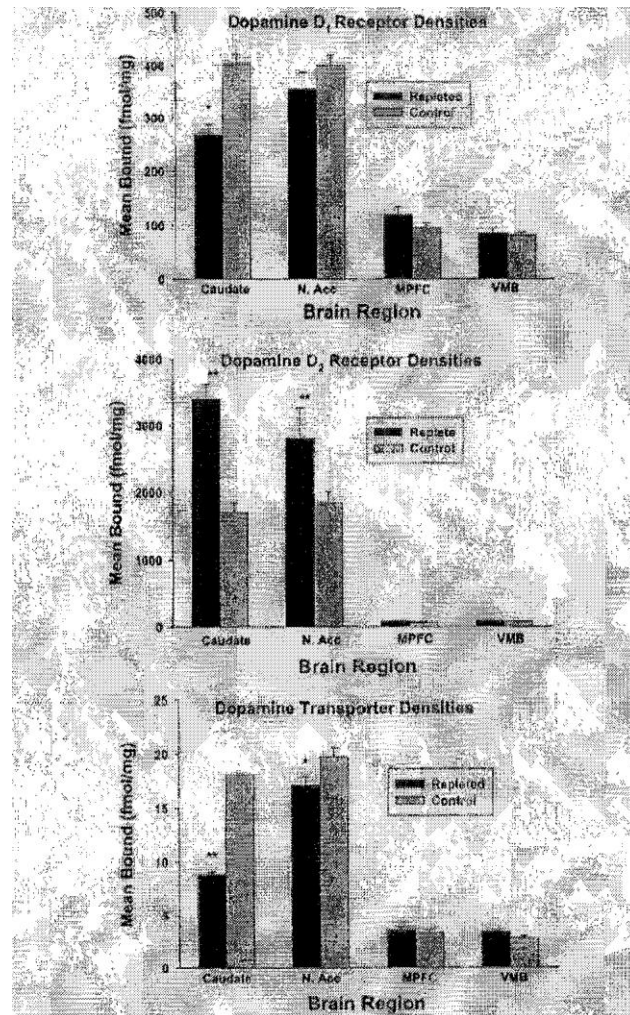 Dopamine D1 Receptor Densities
500
400
300
200
100
0
Mean Bound (fmol/mg)
*
Repleted
Control
Caudate N. Acc MPFC VMB
Brain Region
Dopamine D2 Receptor Densities
4000
3000
2000
1000
0
Mean Bound (fmol/mg)
**
**
Replete
Control
Caudate N. Acc MPFC VMB
Brain Region
Dopamine Transporter Densities
25
20
15
10
5
0
Mean Bound (fmol/mg)
**
*
Repleted
Control
Caudate N. Acc MPFC VMB
Brain Region